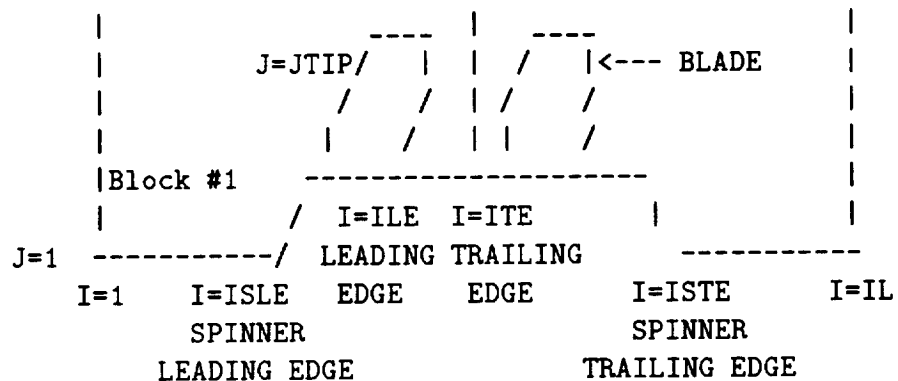 J=JTIP/ | | / |<--- BLADE
|Block #1
/ I=ILE I=ITE
J=1 -----------/ LEADING TRAILING -----------
I=1 I=ISLE EDGE EDGE I=ISTE I=IL
SPINNER SPINNER
LEADING EDGE TRAILING EDGE